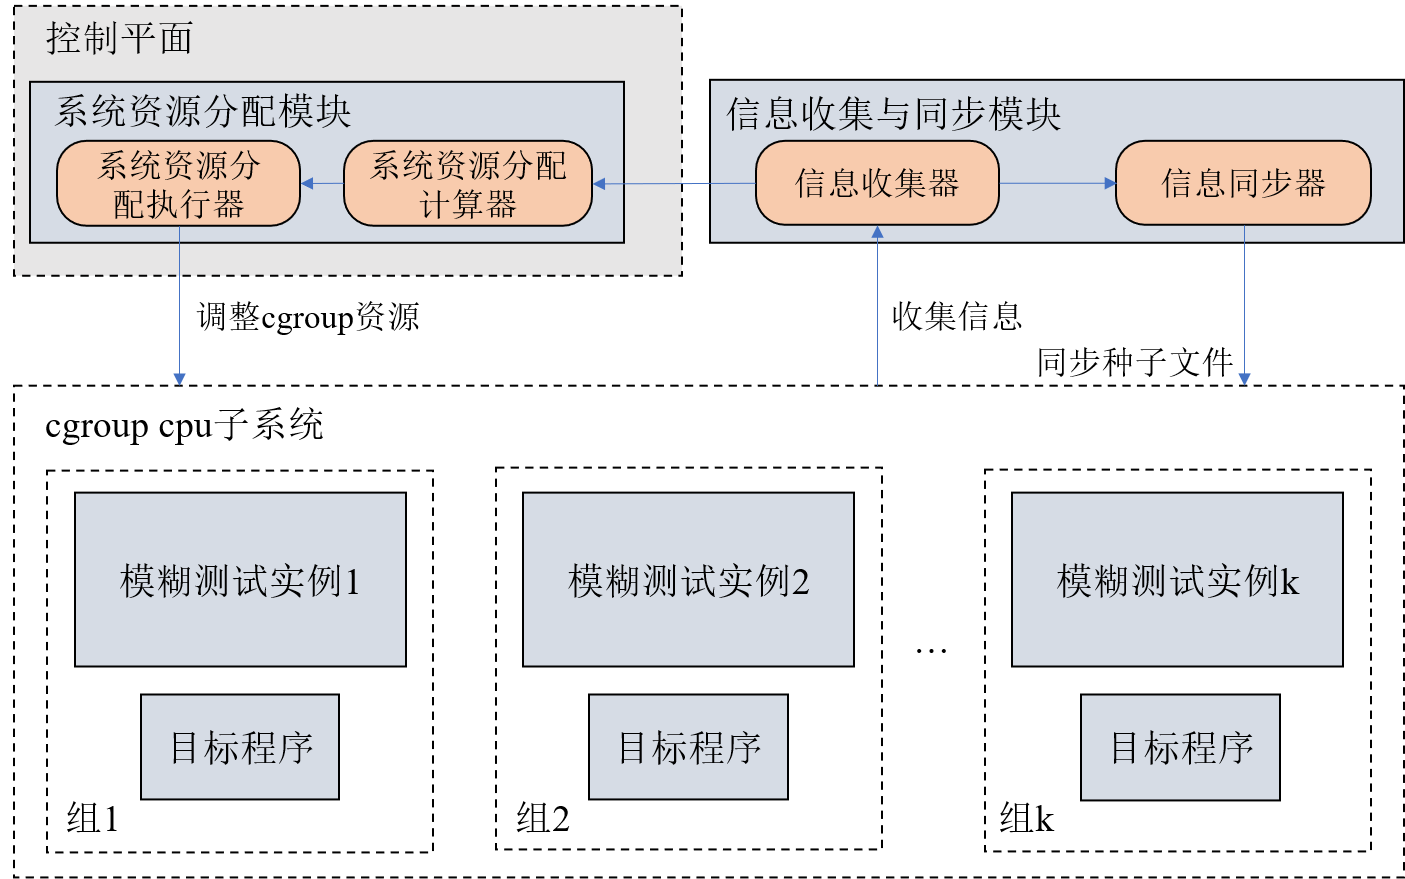 控制平面
系统资源分配模块
系统资源分
配执行器
系统资源分配
计算器
信息收集与同步模块
信息收集器
信息同步器
调整cgroup资源
收集信息
同步种子文件
cgroup cpu子系统
模糊测试实例1
目标程序
组1
模糊测试实例2
目标程序
组2
…
模糊测试实例k
目标程序
组k